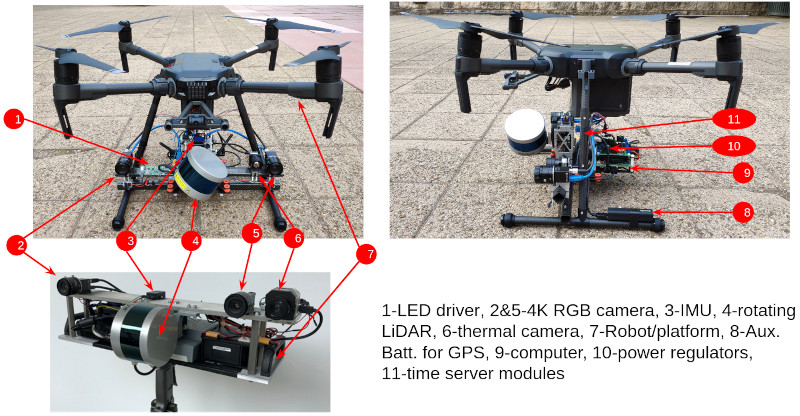 1
11
10
9
8
2
3
4
5
6
7
1-LED driver, 2&5-4K RGB camera, 3-IMU, 4-rotating
LiDAR, 6-thermal camera, 7-Robot/platform, 8-Aux.
Batt. for GPS, 9-computer, 10-power regulators,
11-time server modules